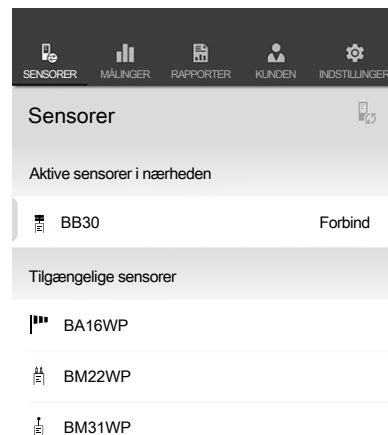 SENSORER MÅLINGER RAPPORTER KUNDEN INDSTILLINGER
Sensorer
Aktive sensorer i nærheden
BB30 Forbind
Tilgængelige sensorer
BA16WP
BM22WP
BM31WP